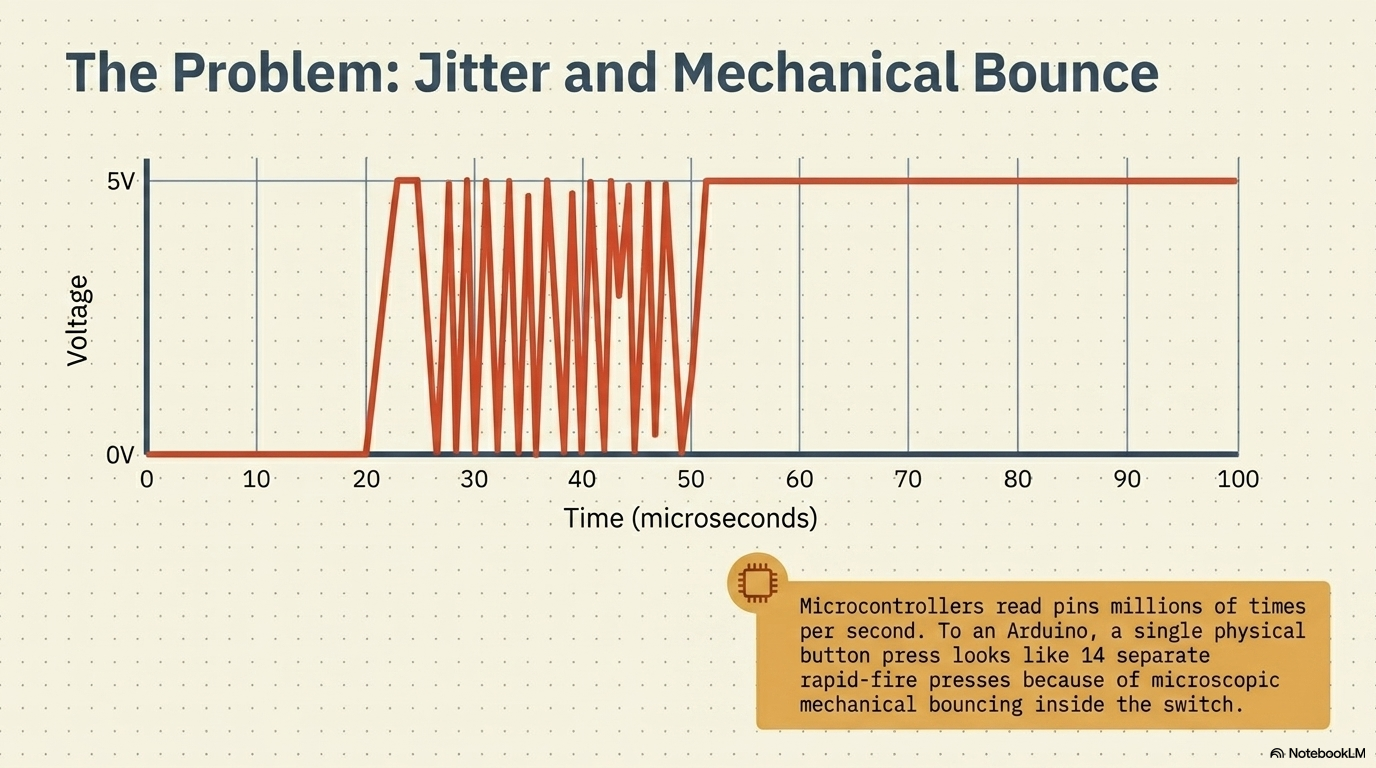 The Problem: Jitter and Mechanical Bounce
5V
Voltage
0V
0 10 20 30 40 50 60 70 80 90 100
Time (microseconds)
Microcontrollers read pins millions of times
per second. To an Arduino, a single physical
button press looks like 14 separate
rapid-fire presses because of microscopic
mechanical bouncing inside the switch.
NotebookLM